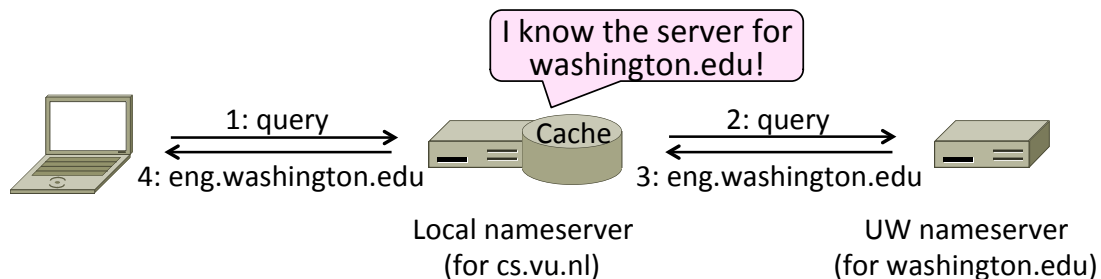 I know the server for
washington.edu!
1: query
Cache
2: query
4: eng.washington.edu
3: eng.washington.edu
Local nameserver
(for cs.vu.nl)
UW nameserver
(for washington.edu)